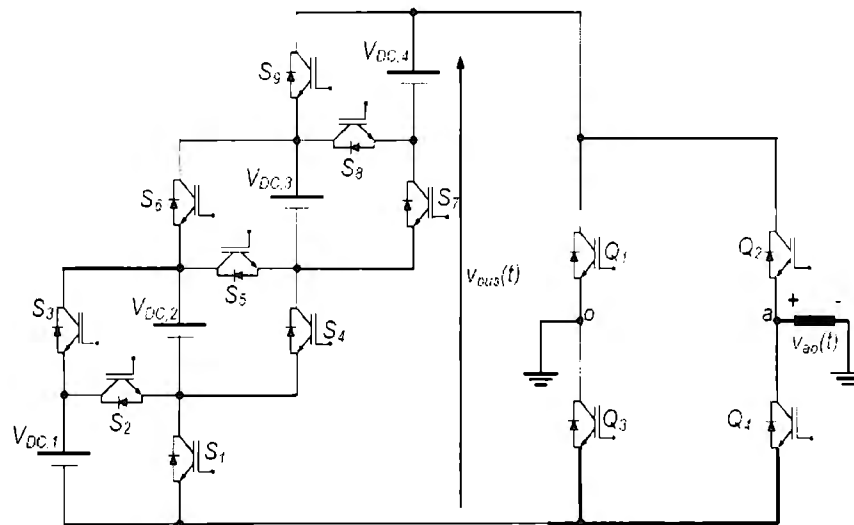 S9
VDC,4
S8
VDC,3
S7
S6
vbus(t)
Q1
Q2
S5
S3
VDC,2
S4
o
a
+
-
vao(t)
S2
VDC,1
S1
Q3
Q4